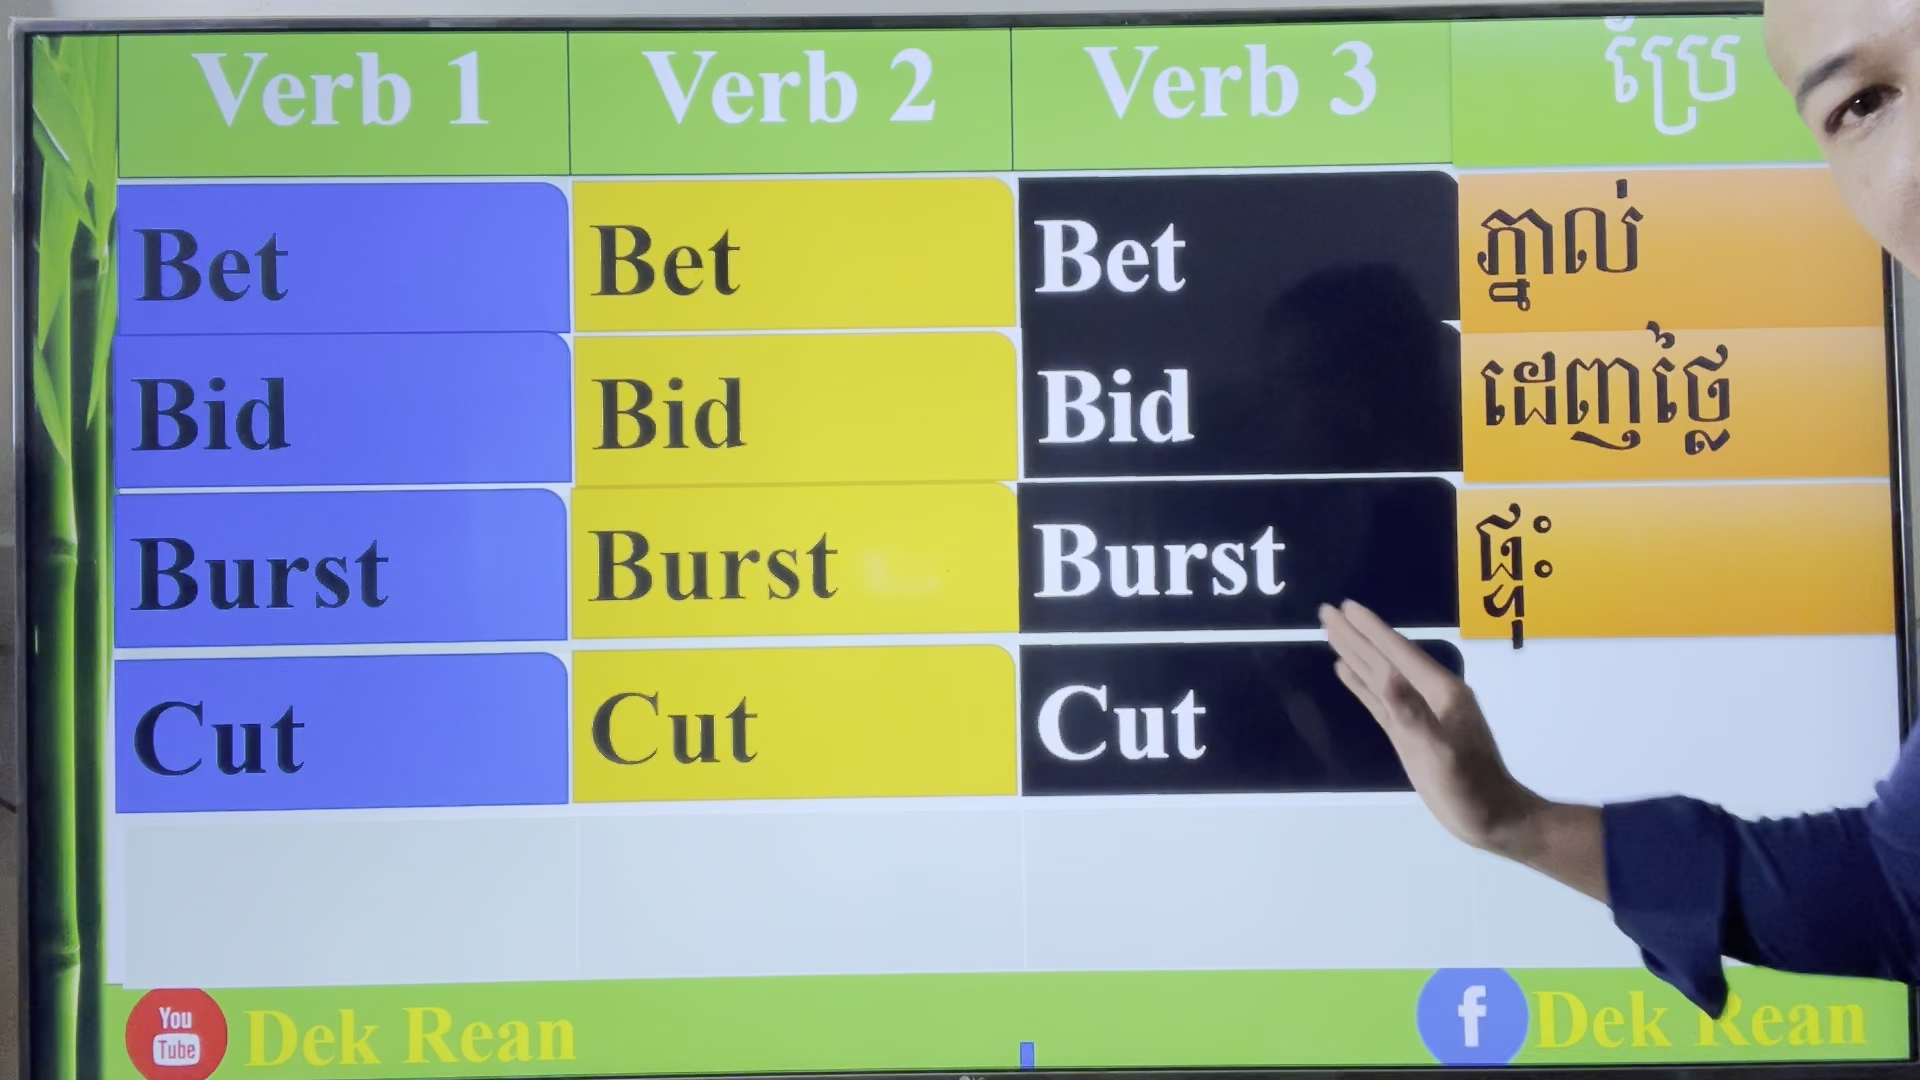 Verb 1 Verb 2 Verb 3 ប្រែ
Bet Bet Bet ភ្នាល់
Bid Bid Bid ដេញថ្លៃ
Burst Burst Burst ផ្ទុះ
Cut Cut Cut
You Tube Dek Rean f Dek Rean